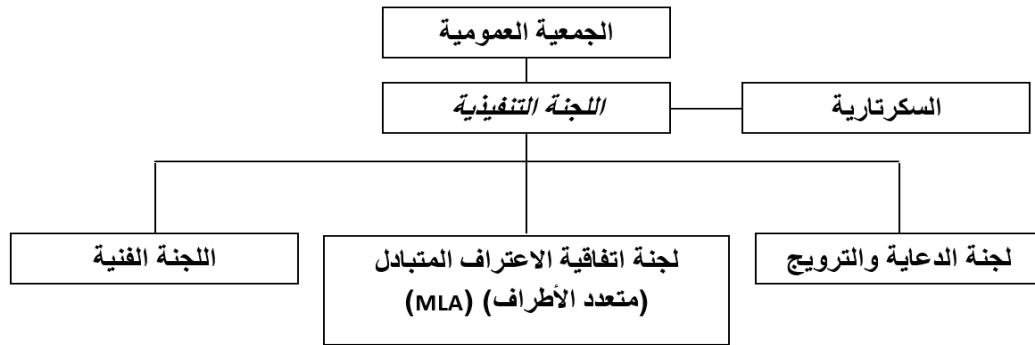 الجمعية العمومية
اللجنة التنفيذية
السكرتارية
لجنة الدعاية والترويج
لجنة اتفاقية الاعتراف المتبادل
(متعدد الأطراف) (MLA)
اللجنة الفنية